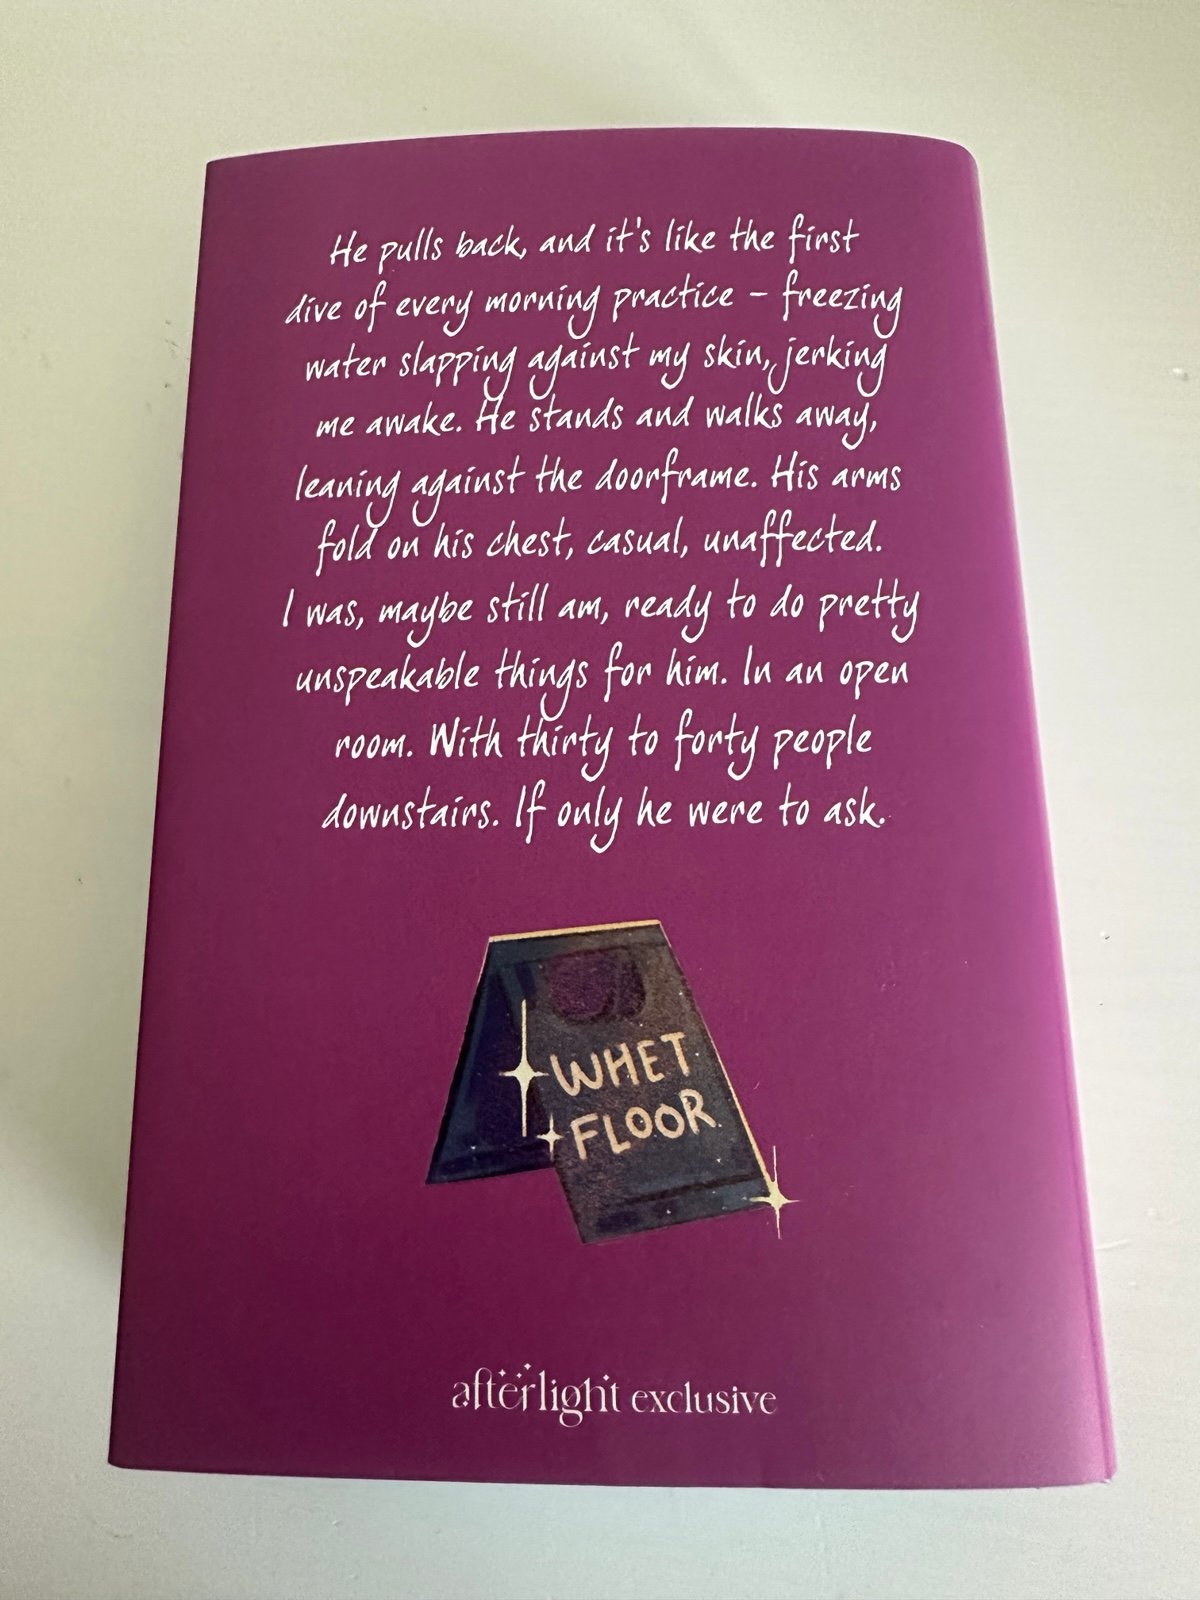 He pulls back, and it's like the first
dive of every morning practice – freezing
water slapping against my skin, jerking
me awake. He stands and walks away,
leaning against the doorframe. His arms
fold on his chest, casual, unaffected.
I was, maybe still am, ready to do pretty
unspeakable things for him. In an open
room. With thirty to forty people
downstairs. If only he were to ask.
WHET
FLOOR
afterlight exclusive